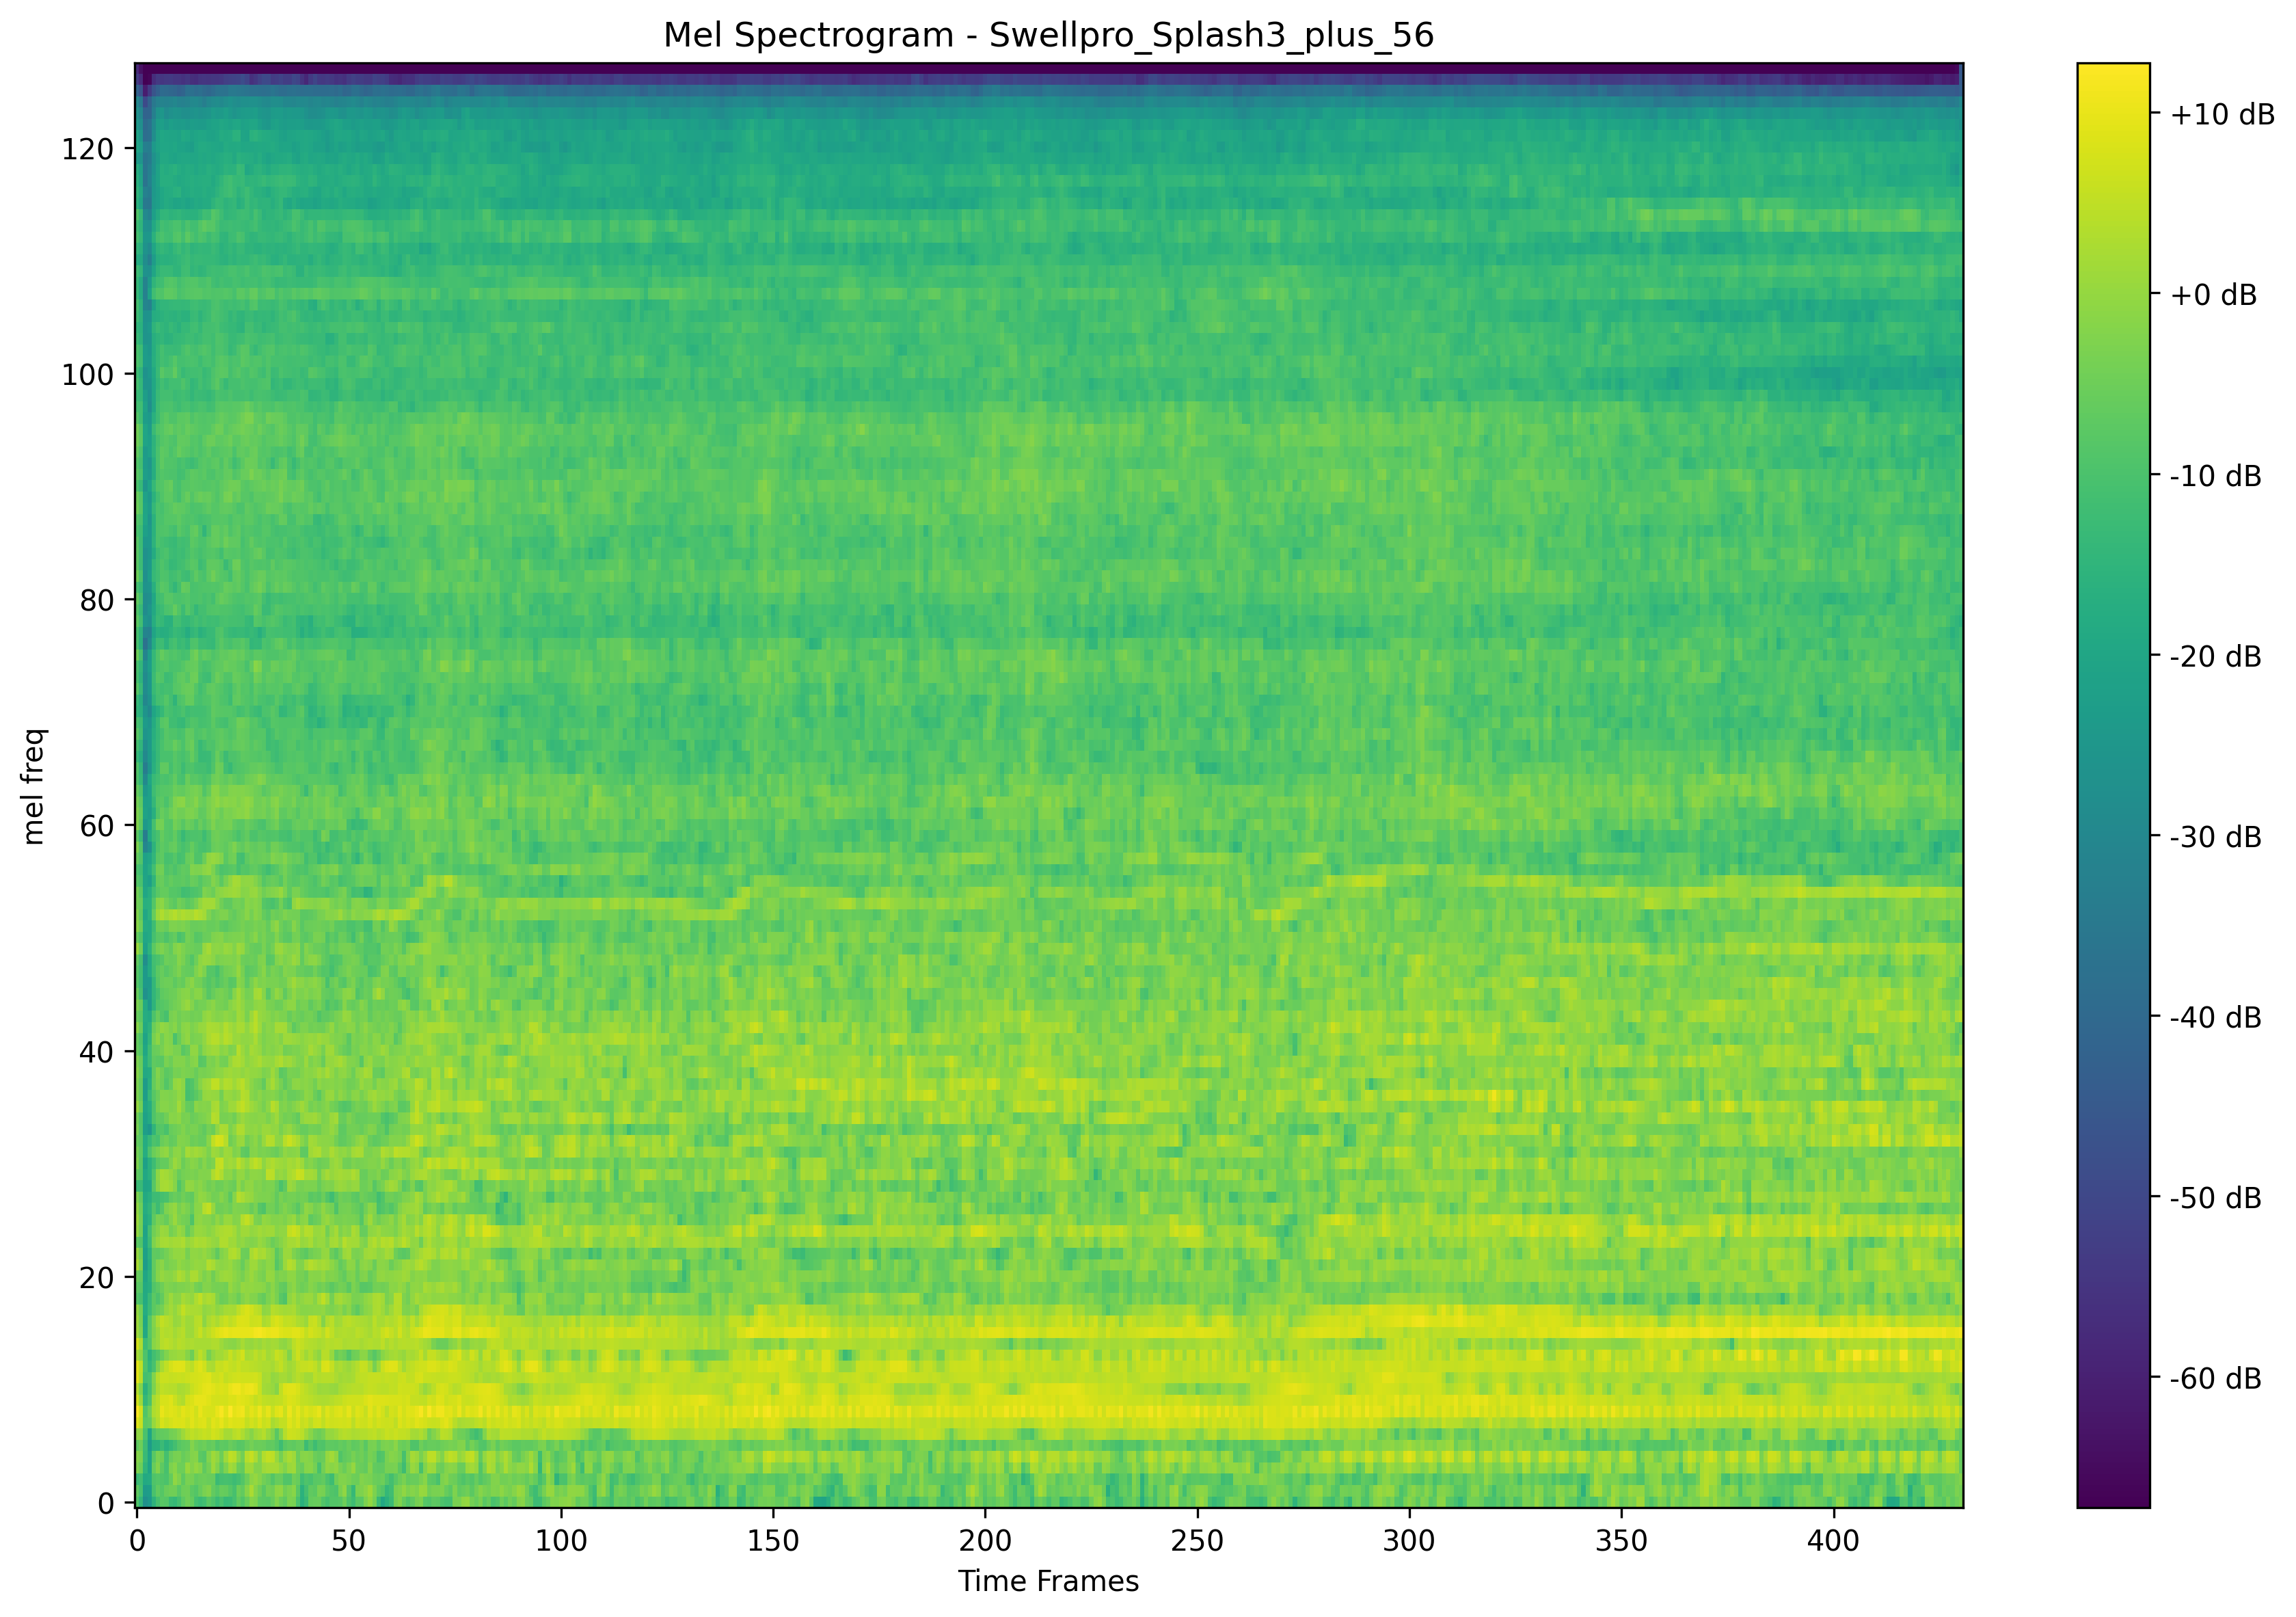 Mel Spectrogram - Swellpro_Splash3_plus_56
mel freq
120
100
80
60
40
20
0
0 50 100 150 200 250 300 350 400
Time Frames
+10 dB
+0 dB
-10 dB
-20 dB
-30 dB
-40 dB
-50 dB
-60 dB